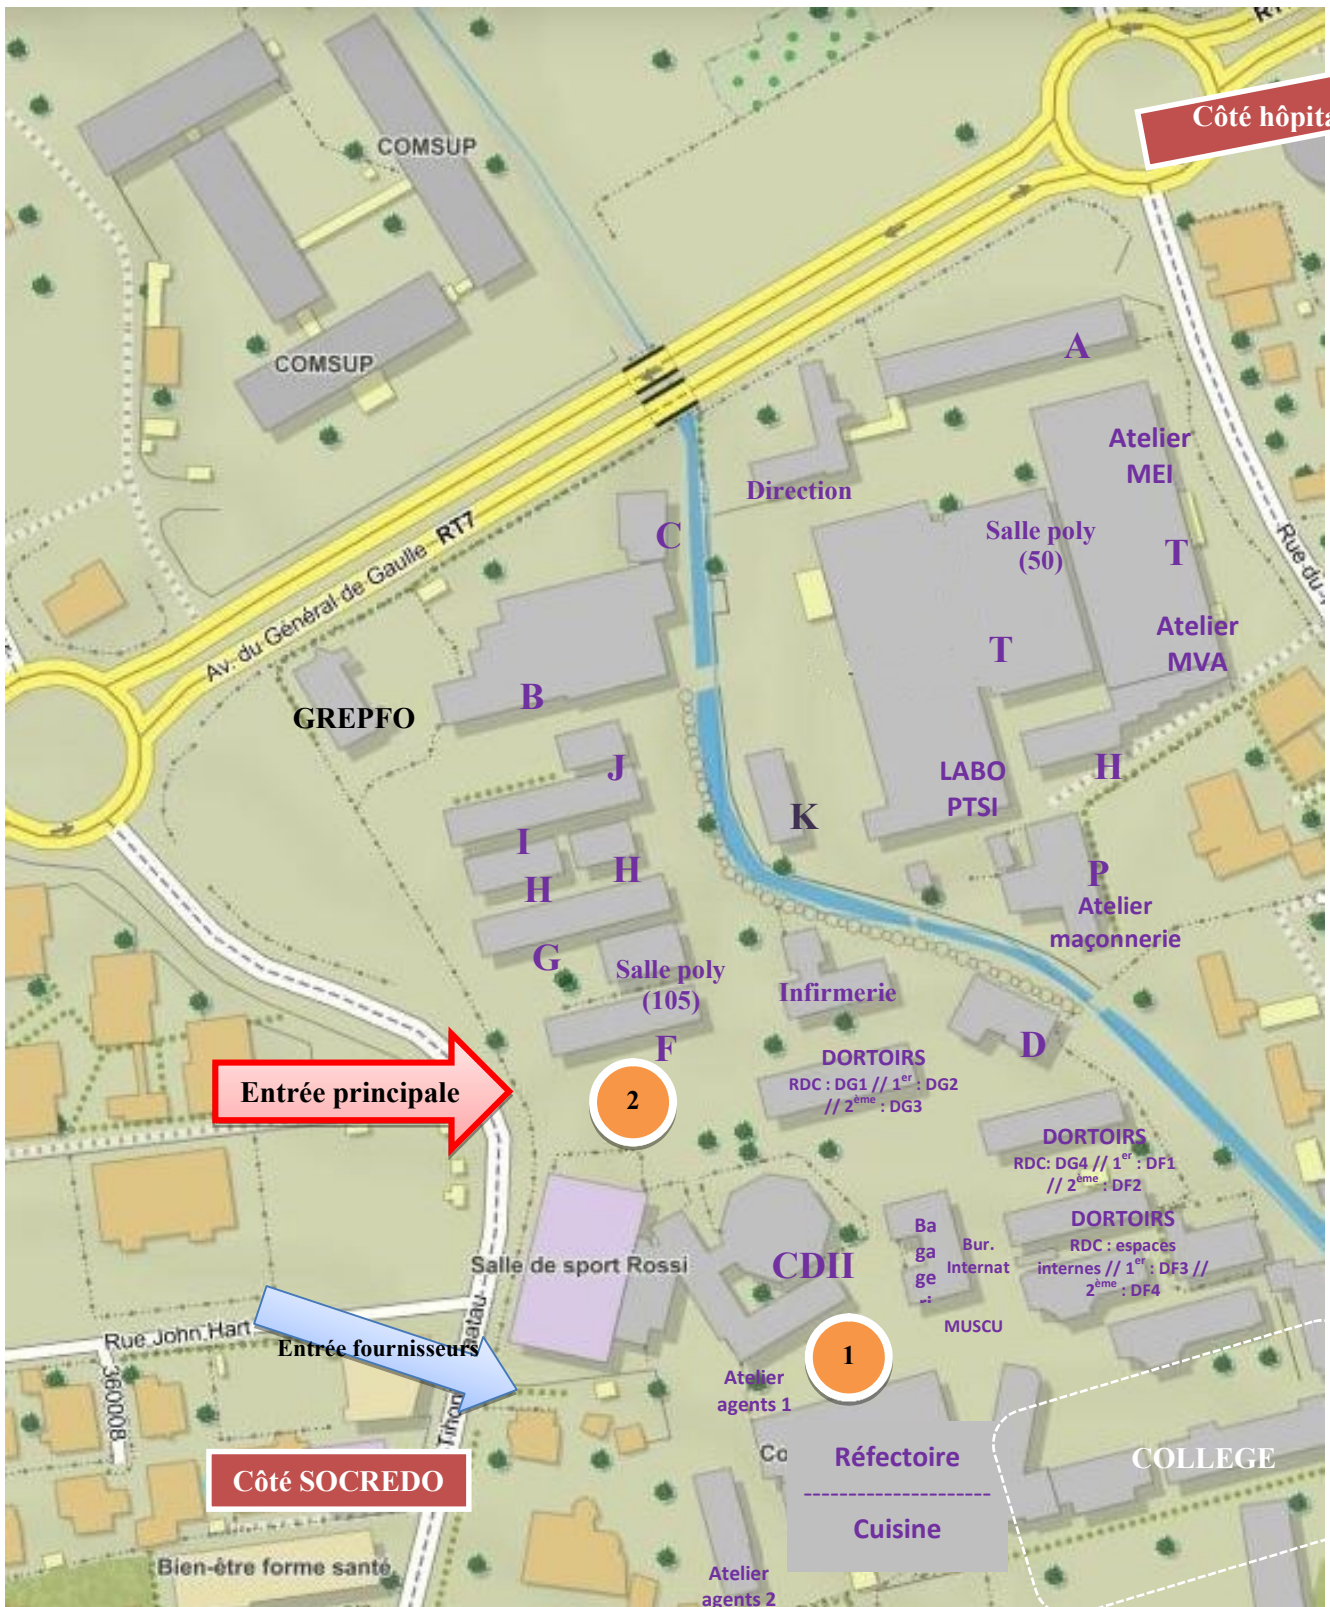 Côté hôpita
COMSUP
COMSUP
A
Atelier
MEI
Direction
Salle poly
(50)
C
T
RT7
Av. du Général de Gaulle
Rue du
T
Atelier
MVA
B
GREPFO
J
LABO
PTSI
H
K
I
H
H
P
Atelier
maçonnerie
G
Salle poly
(105)
Infirmerie
F
D
DORTOIRS
RDC : DG1 // 1er : DG2
// 2ème : DG3
Entrée principale
2
DORTOIRS
RDC: DG4 // 1er : DF1
// 2ème : DF2
DORTOIRS
RDC : espaces
internes // 1er : DF3 //
2ème : DF4
Ba
ga
ge
ri
Bur.
Internat
CDII
Salle de sport Rossi
MUSCU
Rue John Hart
Entrée fournisseurs
360008
1
Atelier
agents 1
Co
Réfectoire
--------------------
Cuisine
COLLEGE
Côté SOCREDO
Bien-être forme santé
Atelier
agents 2